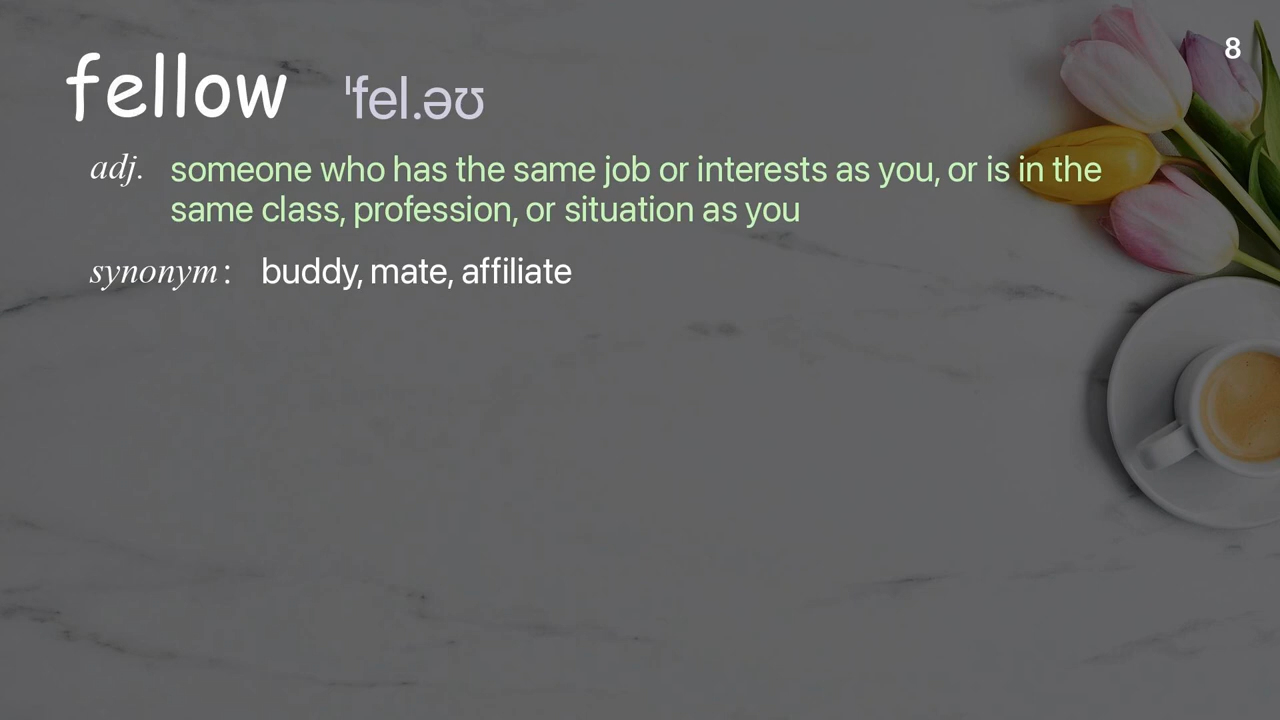 8
fellow ˈfel.əʊ
adj. someone who has the same job or interests as you, or is in the
same class, profession, or situation as you
synonym: buddy, mate, affiliate